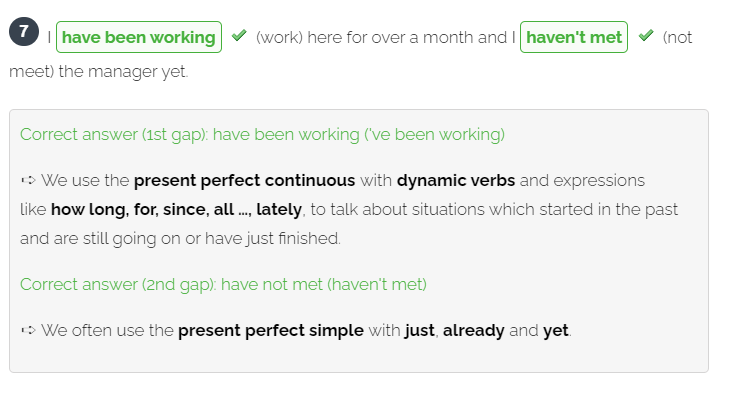 7 I have been working ✔ (work) here for over a month and I haven't met ✔ (not
meet) the manager yet.
Correct answer (1st gap): have been working ('ve been working)
➪ We use the present perfect continuous with dynamic verbs and expressions
like how long, for, since, all ..., lately, to talk about situations which started in the past
and are still going on or have just finished.
Correct answer (2nd gap): have not met (haven't met)
➪ We often use the present perfect simple with just, already and yet.